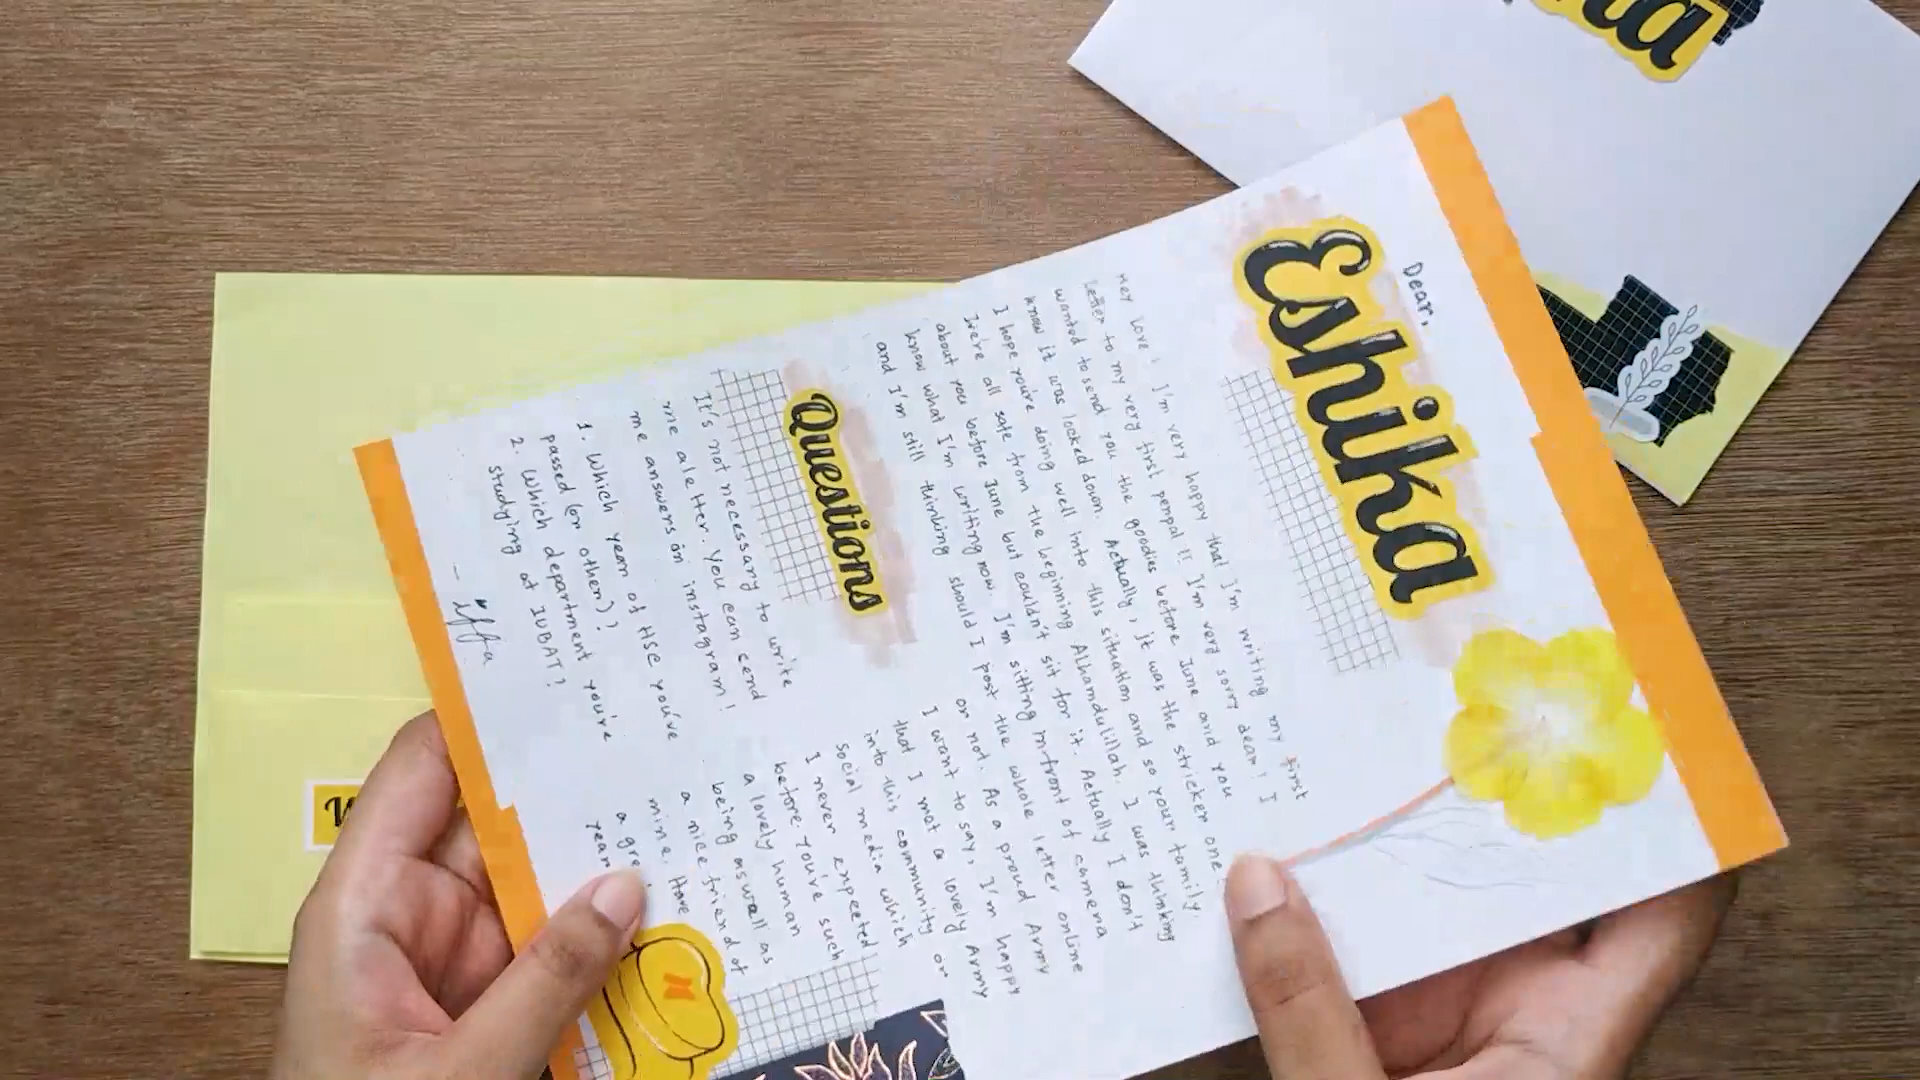 Dear,
Eshika
Hey Love! I'm very happy that I'm writing my first
letter to my very first penpal!! I'm very sorry dear! I
wanted to send you the goodies before June and you
know it was locked down. Actually, it was the stricker one.
I hope you're doing well into this situation and so your family.
We're all safe from the beginning Alhamdulillah. I was thinking
about you before June but couldn't sit for it. Actually I don't
know what I'm writing now. I'm sitting in front of camera
and I'm still thinking should I post the whole letter online
or not. As a proud Army
I want to say, I'm happy
that I met a lovely Army
into this community or
social media which
I never expected
before. You're such
a lovely human
being aswell as
a nice friend of
mine. Have
a
year
Questions
It's not necessary to write
me a letter. You can send
me answers on instagram!
1. Which year of HSC you've
passed (or other)?
2. Which department you're
studying at IUBAT?
- iffa